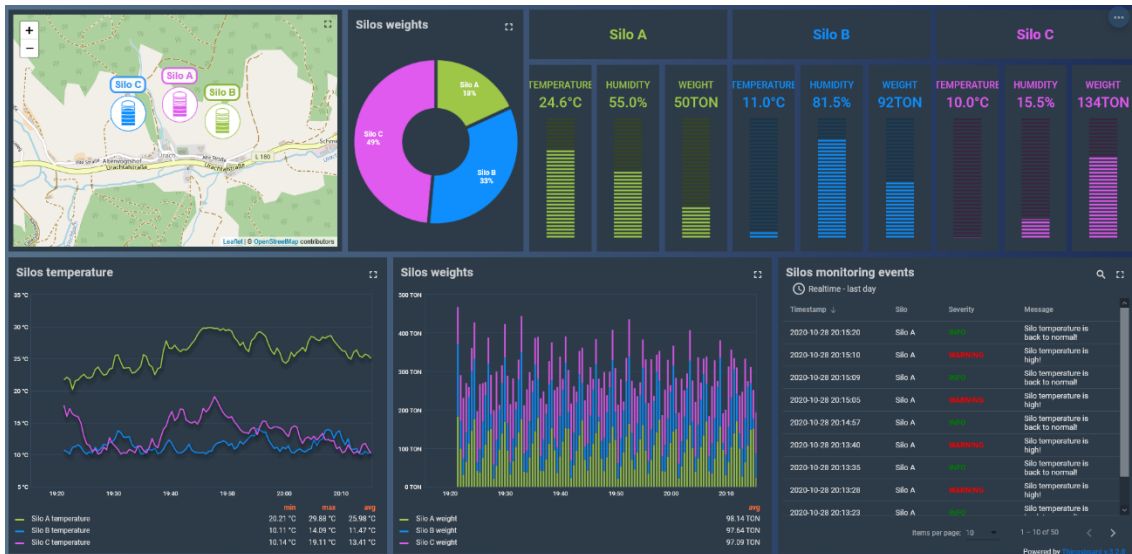 +
−
Silo C
Silo A
Silo B
Urach
L 180
Leaflet | © OpenStreetMap contributors
Silos weights
Silo A
18%
Silo B
33%
Silo C
49%
Silo A
TEMPERATURE
24.6°C
HUMIDITY
55.0%
WEIGHT
50TON
Silo B
TEMPERATURE
11.0°C
HUMIDITY
81.5%
WEIGHT
92TON
Silo C
TEMPERATURE
10.0°C
HUMIDITY
15.5%
WEIGHT
134TON
Silos temperature
35 °C
30 °C
25 °C
20 °C
15 °C
10 °C
5 °C
19:20 19:30 19:40 19:50 20:00 20:10
min max avg
Silo A temperature 20.21 °C 29.88 °C 25.98 °C
Silo B temperature 10.11 °C 14.09 °C 11.47 °C
Silo C temperature 10.14 °C 19.11 °C 13.41 °C
Silos weights
500 TON
400 TON
300 TON
200 TON
100 TON
0 TON
19:20 19:30 19:40 19:50 20:00 20:10
avg
Silo A weight 98.14 TON
Silo B weight 97.64 TON
Silo C weight 97.09 TON
Silos monitoring events
Realtime - last day
Timestamp ↓ Silo Severity Message
2020-10-28 20:15:20 Silo A INFO Silo temperature is
back to normal!
2020-10-28 20:15:10 Silo A WARNING Silo temperature is
high!
2020-10-28 20:15:09 Silo A INFO Silo temperature is
back to normal!
2020-10-28 20:15:05 Silo A WARNING Silo temperature is
high!
2020-10-28 20:14:57 Silo A INFO Silo temperature is
back to normal!
2020-10-28 20:13:40 Silo A WARNING Silo temperature is
high!
2020-10-28 20:13:35 Silo A INFO Silo temperature is
back to normal!
2020-10-28 20:13:28 Silo A WARNING Silo temperature is
high!
2020-10-28 20:13:23 Silo A INFO Silo temperature is
Items per page: 10 1 – 10 of 50
Powered by Thingsboard v.3.2.0